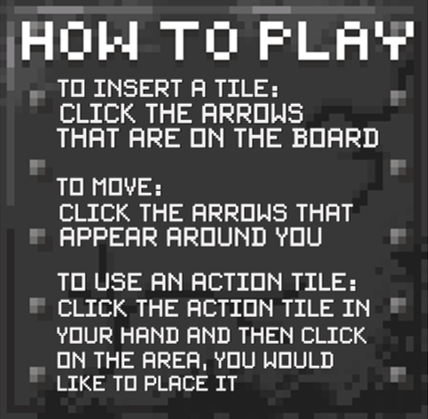 HOW TO PLAY
TO INSERT A TILE:
CLICK THE ARROWS
THAT ARE ON THE BOARD
TO MOVE:
CLICK THE ARROWS THAT
APPEAR AROUND YOU
TO USE AN ACTION TILE:
CLICK THE ACTION TILE IN
YOUR HAND AND THEN CLICK
ON THE AREA, YOU WOULD
LIKE TO PLACE IT